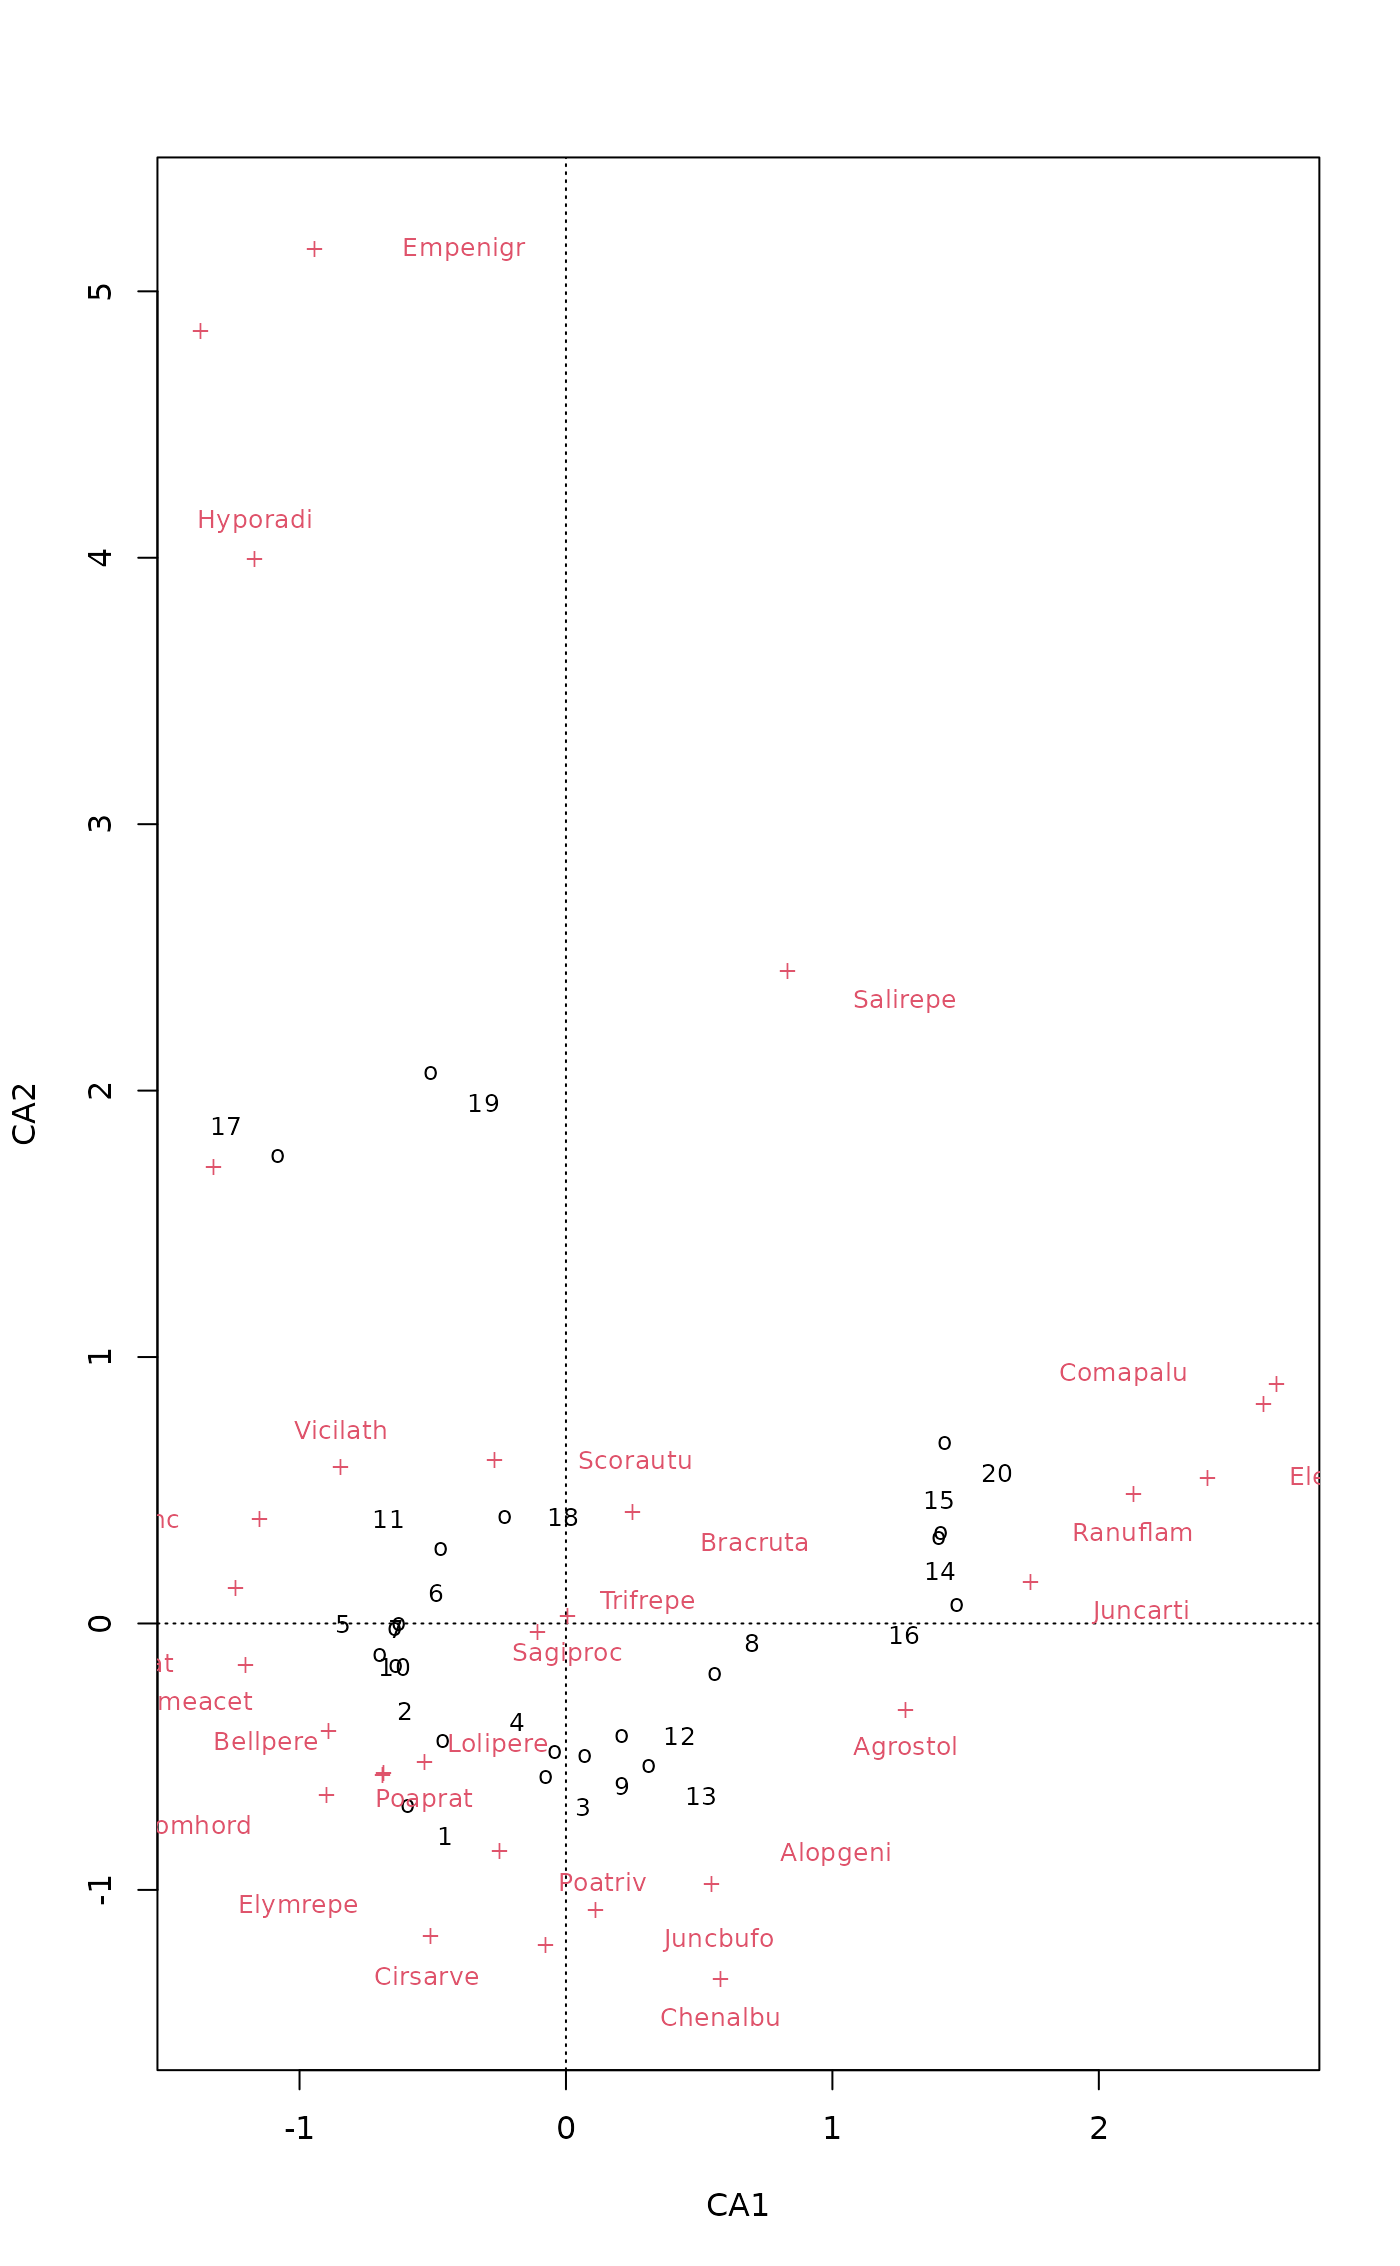 Empenigr
5
Hyporadi
4
3
Salirepe
2
19
17
CA2
1
Comapalu
Vicilath
Scorautu
20
Ele
15
11
18
nc
Ranuflam
Bracruta
14
6
Trifrepe
Juncarti
0
5
7
16
8
Sagiproc
at
10
meacet
2
4
12
Bellpere
Lolipere
Agrostol
9
13
Poaprat
3
omhord
1
Alopgeni
Poatriv
-1
Elymrepe
Juncbufo
Cirsarve
Chenalbu
-1 0 1 2
CA1